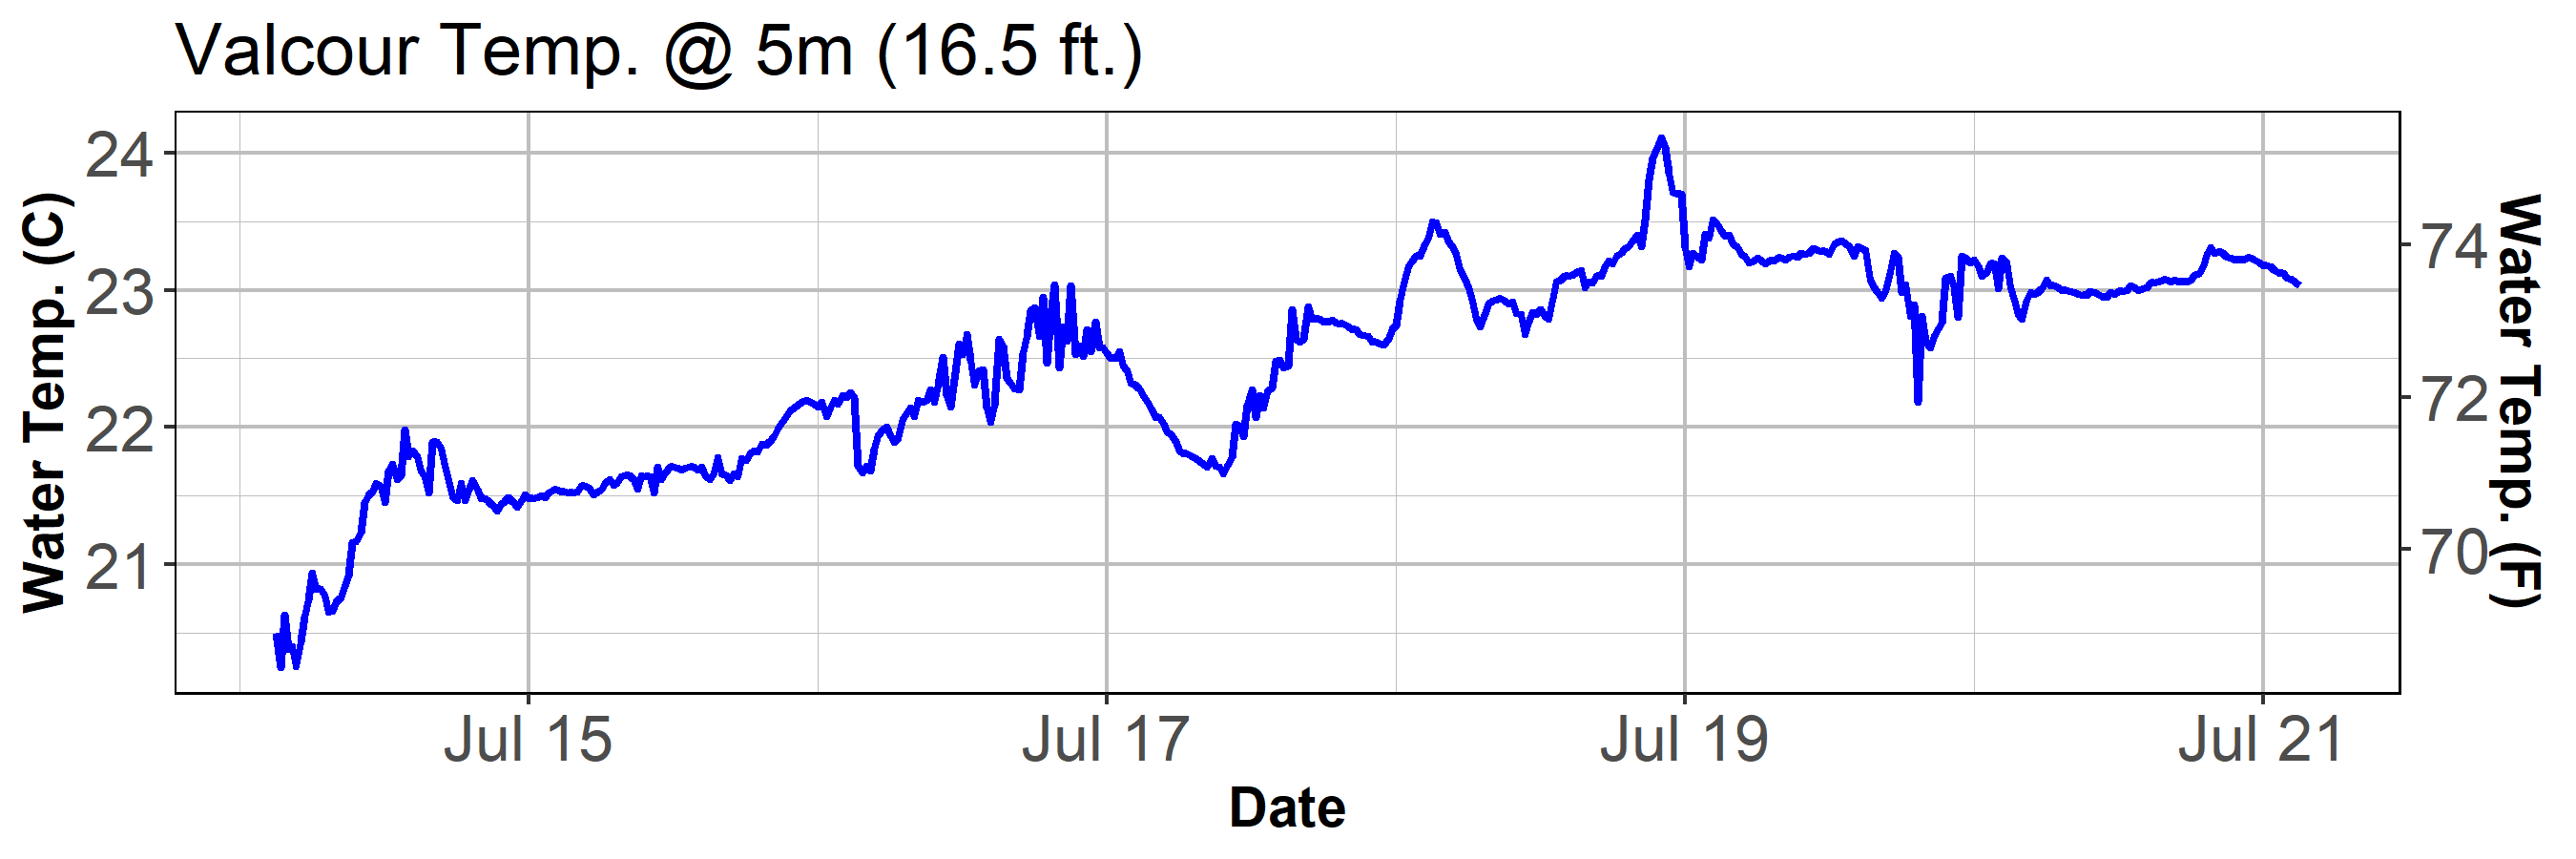 Valcour Temp. @ 5m (16.5 ft.)
Water Temp. (C)
24
23
22
21
74
72
70
Water Temp. (F)
Jul 15
Jul 17
Jul 19
Jul 21
Date